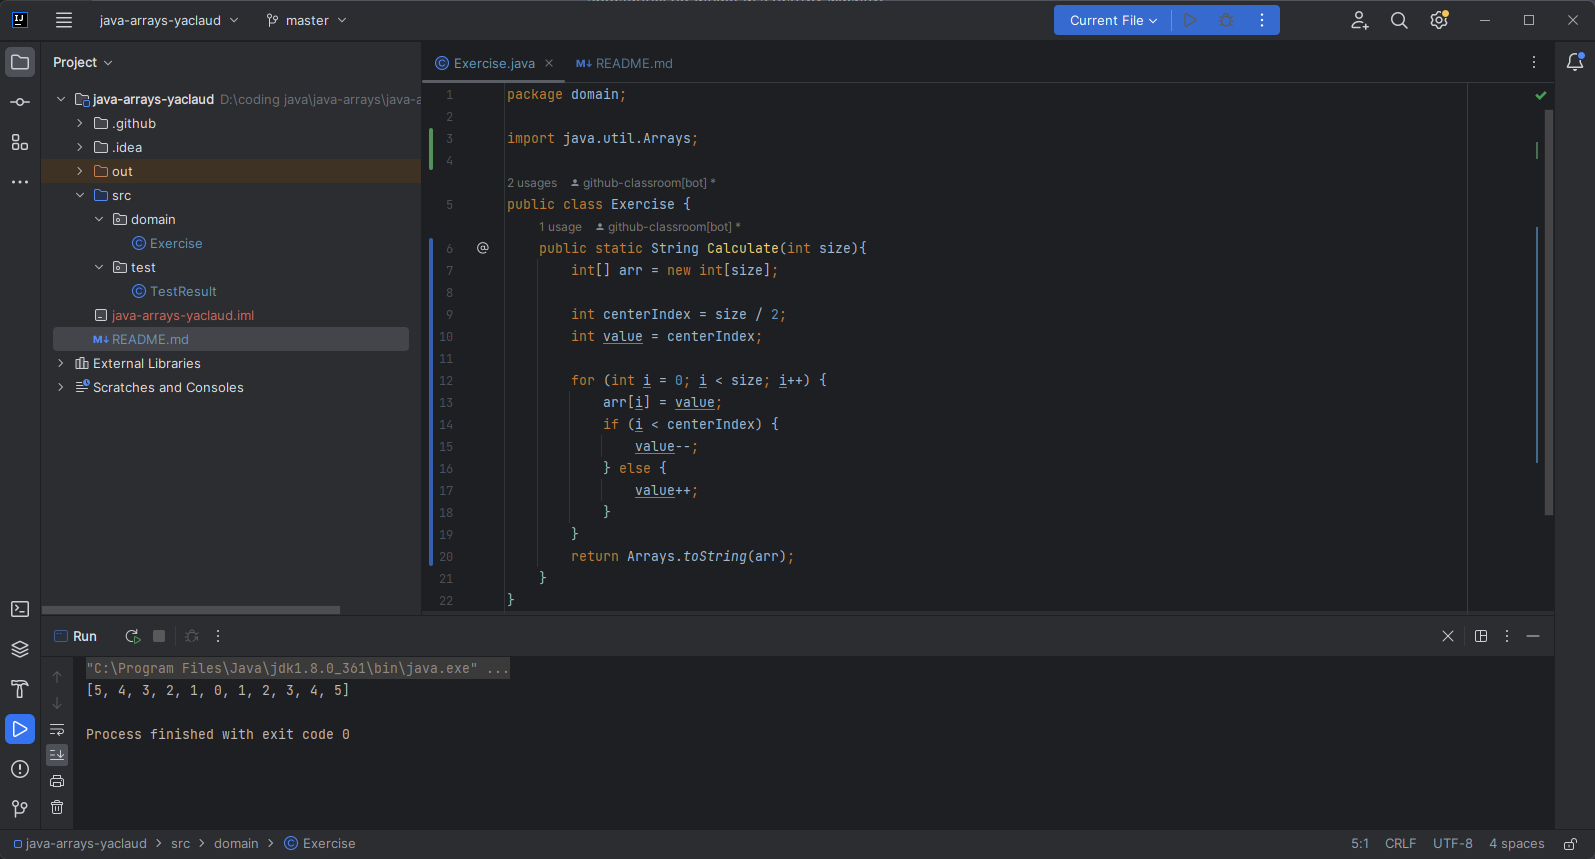 java-arrays-yaclaud
master
Current File
Project
java-arrays-yaclaud D:\coding java\java-arrays\java-a
.github
.idea
out
src
domain
Exercise
test
TestResult
java-arrays-yaclaud.iml
M↓ README.md
External Libraries
Scratches and Consoles
Exercise.java
M↓ README.md
1 package domain;
2
3 import java.util.Arrays;
4
2 usages github-classroom[bot] *
5 public class Exercise {
1 usage github-classroom[bot] *
6 @ public static String Calculate(int size){
7 int[] arr = new int[size];
8
9 int centerIndex = size / 2;
10 int value = centerIndex;
11
12 for (int i = 0; i < size; i++) {
13 arr[i] = value;
14 if (i < centerIndex) {
15 value--;
16 } else {
17 value++;
18 }
19 }
20 return Arrays.toString(arr);
21 }
22 }
Run
"C:\Program Files\Java\jdk1.8.0_361\bin\java.exe" ...
[5, 4, 3, 2, 1, 0, 1, 2, 3, 4, 5]
Process finished with exit code 0
java-arrays-yaclaud > src > domain > Exercise
5:1 CRLF UTF-8 4 spaces